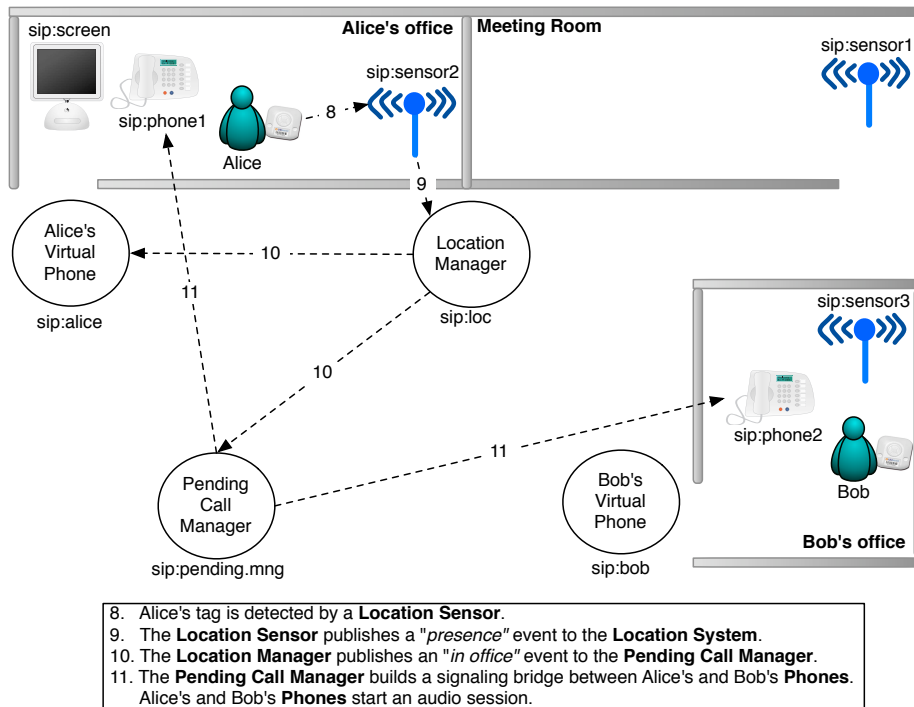 sip:screen
Alice's office
Meeting Room
sip:sensor1
sip:sensor2
8
sip:phone1
Alice
9
Alice's
Virtual
Phone
10
Location
Manager
sip:alice
11
sip:loc
sip:sensor3
10
sip:phone2
11
Pending
Call
Manager
Bob's
Virtual
Phone
Bob
Bob's office
sip:pending.mng
sip:bob
8. Alice's tag is detected by a Location Sensor.
9. The Location Sensor publishes a "presence" event to the Location System.
10. The Location Manager publishes an "in office" event to the Pending Call Manager.
11. The Pending Call Manager builds a signaling bridge between Alice's and Bob's Phones.
Alice's and Bob's Phones start an audio session.